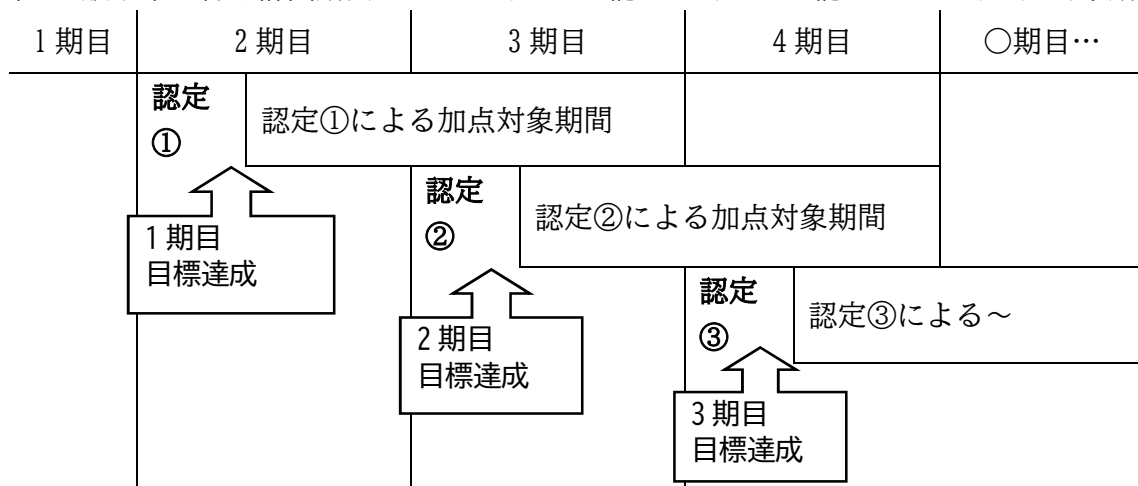 1期目 2期目 3期目 4期目 ○期目…
認定
①
認定①による加点対象期間
1期目
目標達成
認定
②
認定②による加点対象期間
2期目
目標達成
認定
③
認定③による～
3期目
目標達成